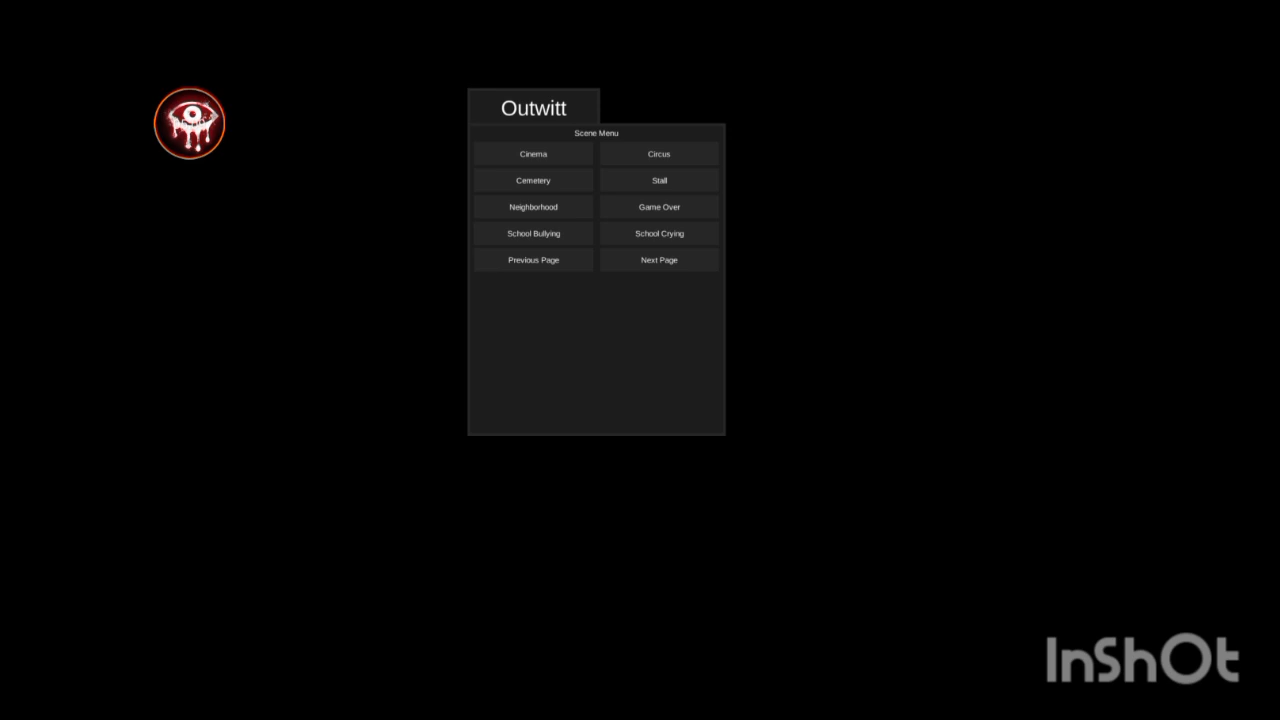 Outwitt
Scene Menu
Cinema
Circus
Cemetery
Stall
Neighborhood
Game Over
School Bullying
School Crying
Previous Page
Next Page
InShOt